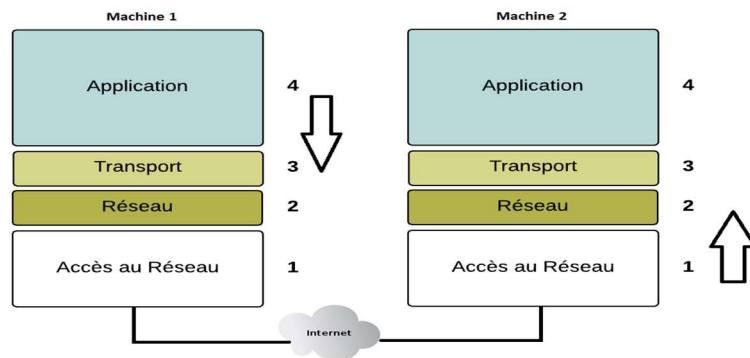 Machine 1
Machine 2
Application
4
Application
4
Transport
3
Transport
3
Réseau
2
Réseau
2
Accès au Réseau
1
Accès au Réseau
1
Internet